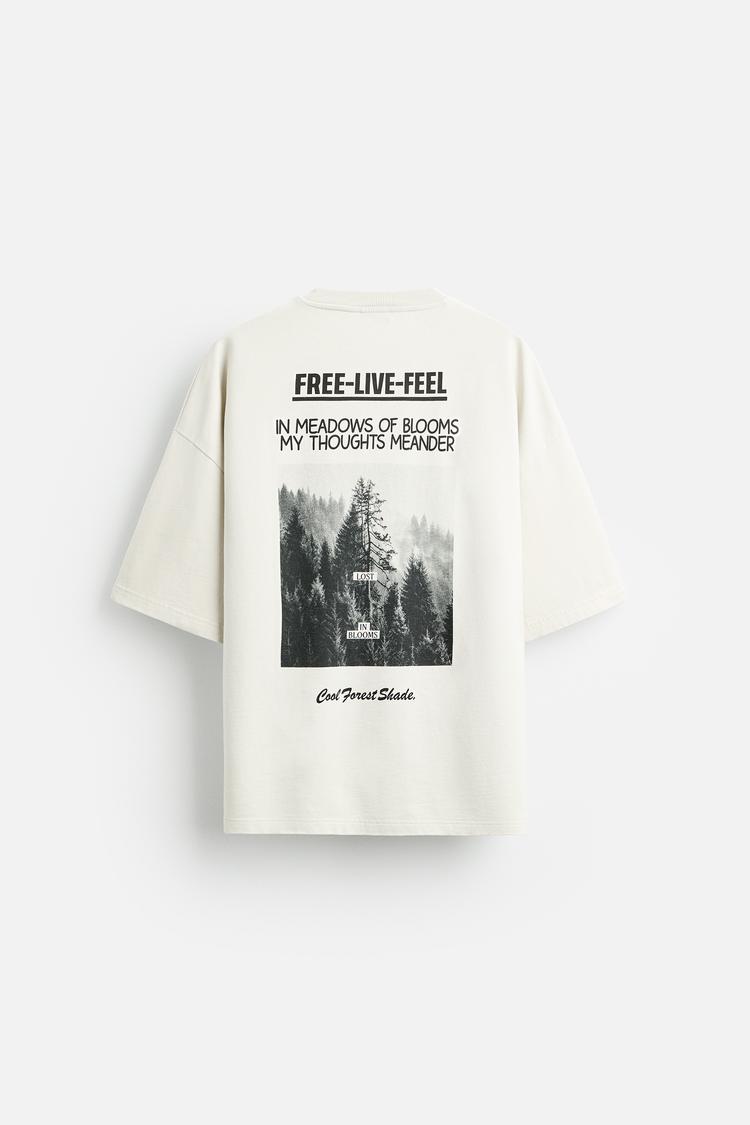 FREE-LIVE-FEEL
IN MEADOWS OF BLOOMS
MY THOUGHTS MEANDER
LOST
IN
BLOOMS
Cool Forest Shade.